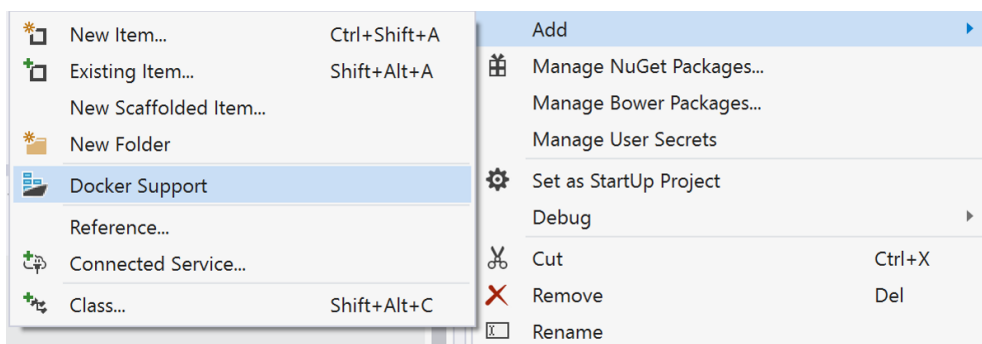 New Item... Ctrl+Shift+A
Existing Item... Shift+Alt+A
New Scaffolded Item...
New Folder
Docker Support
Reference...
Connected Service...
Class... Shift+Alt+C
Add
Manage NuGet Packages...
Manage Bower Packages...
Manage User Secrets
Set as StartUp Project
Debug
Cut Ctrl+X
Remove Del
Rename